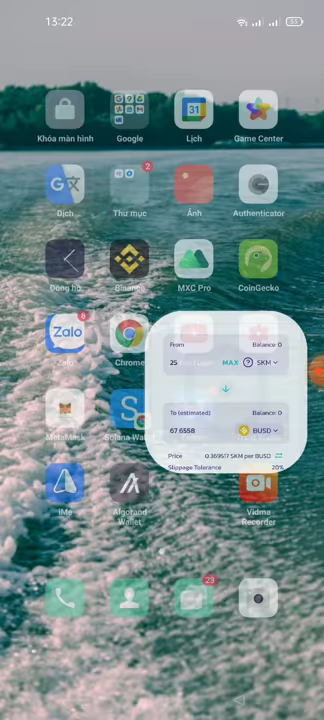 13:22
55
31
Khóa màn hình
Google
Lịch
Game Center
2
Dịch
Thư mục
Ảnh
Authenticator
Đồng hồ
Binance
MXC Pro
CoinGecko
8
Zalo
Zalo
Chrome
From
Balance: 0
25
MAX
SKM
To (estimated)
Balance: 0
67.6558
BUSD
Price
0.369517 SKM per BUSD
Slippage Tolerance
20%
MetaMask
Solana Wall
iMe
Algorand
Wallet
Vidma
Recorder
23